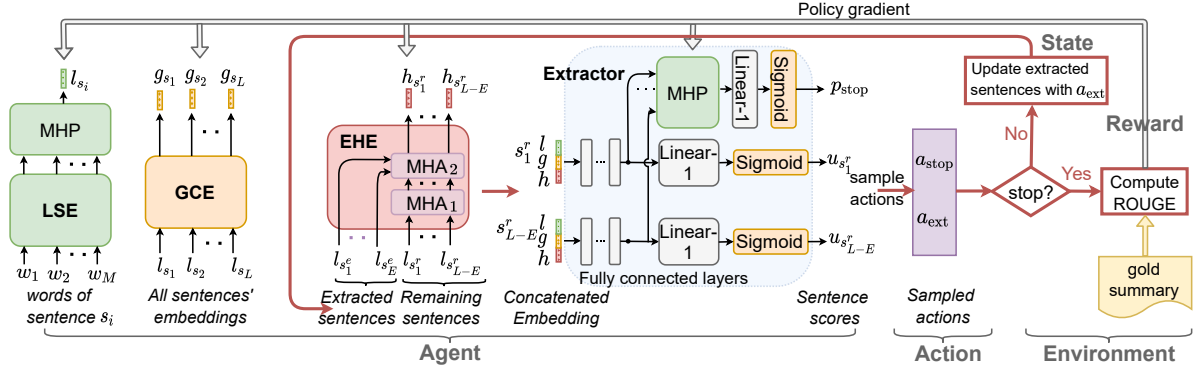 Policy gradient
l_{s_i}
g_{s_1} g_{s_2} g_{s_L}
h_{s_1^r} h_{s_{L-E}^r}
MHP
LSE
w_1 w_2 .. w_M
words of
sentence s_i
GCE
l_{s_1} l_{s_2} .. l_{s_L}
All sentences'
embeddings
EHE
MHA_2
MHA_1
l_{s_1^e} l_{s_E^e} l_{s_1^r} l_{s_{L-E}^r}
Extracted
sentences
Remaining
sentences
Extractor
MHP
Linear-1
Sigmoid
p_stop
s_1^r
l
g
h
...
Linear-
1
Sigmoid
u_{s_1^r}
s_{L-E}^r
l
g
h
...
Linear-
1
Sigmoid
u_{s_{L-E}^r}
Fully connected layers
Concatenated
Embedding
Sentence
scores
sample
actions
a_stop
a_ext
Sampled
actions
State
Update extracted
sentences with a_ext
No
stop?
Yes
Reward
Compute
ROUGE
gold
summary
Agent
Action
Environment